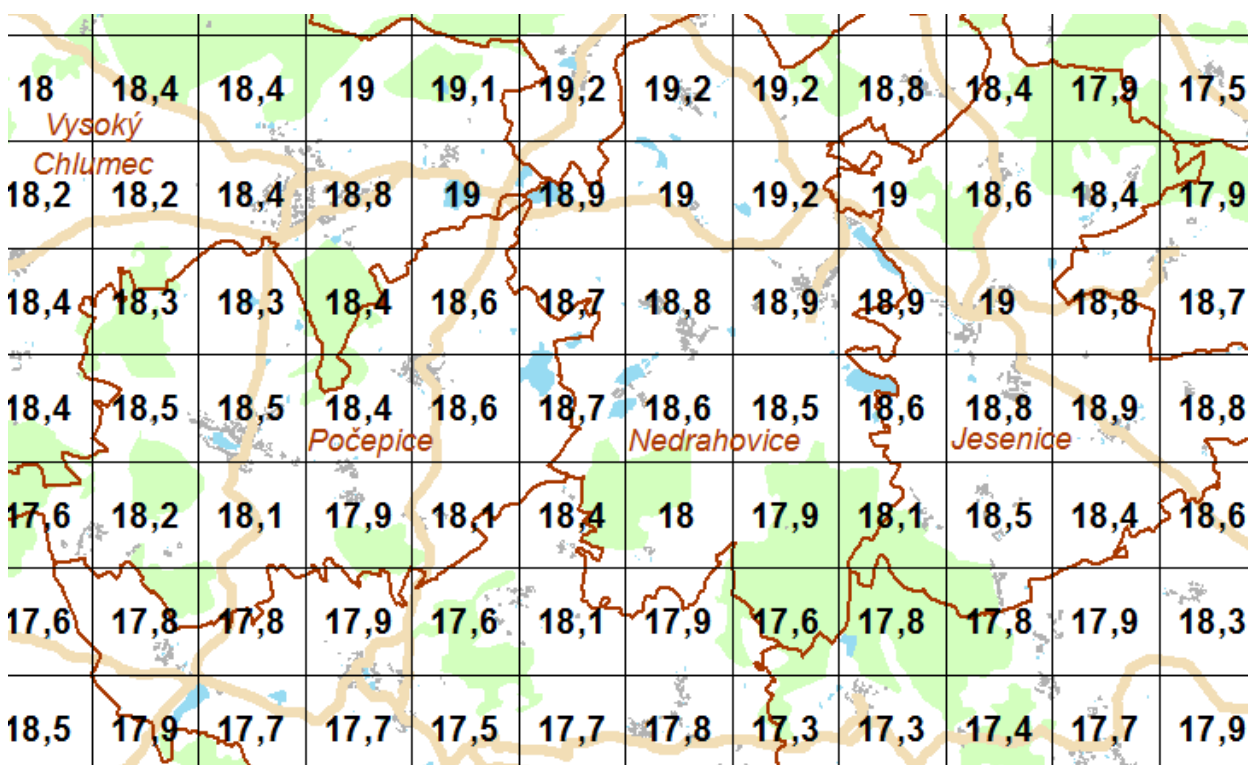 18 18,4 18,4 19 19,1 19,2 19,2 19,2 18,8 18,4 17,9 17,5
Vysoký
Chlumec
18,2 18,2 18,4 18,8 19 18,9 19 19,2 19 18,6 18,4 17,9
18,4 18,3 18,3 18,4 18,6 18,7 18,8 18,9 18,9 19 18,8 18,7
18,4 18,5 18,5 18,4 18,6 18,7 18,6 18,5 18,6 18,8 18,9 18,8
Počepice Nedrahovice Jesenice
17,6 18,2 18,1 17,9 18,1 18,4 18 17,9 18,1 18,5 18,4 18,6
17,6 17,8 17,8 17,9 17,6 18,1 17,9 17,6 17,8 17,8 17,9 18,3
18,5 17,9 17,7 17,7 17,5 17,7 17,8 17,3 17,3 17,4 17,7 17,9